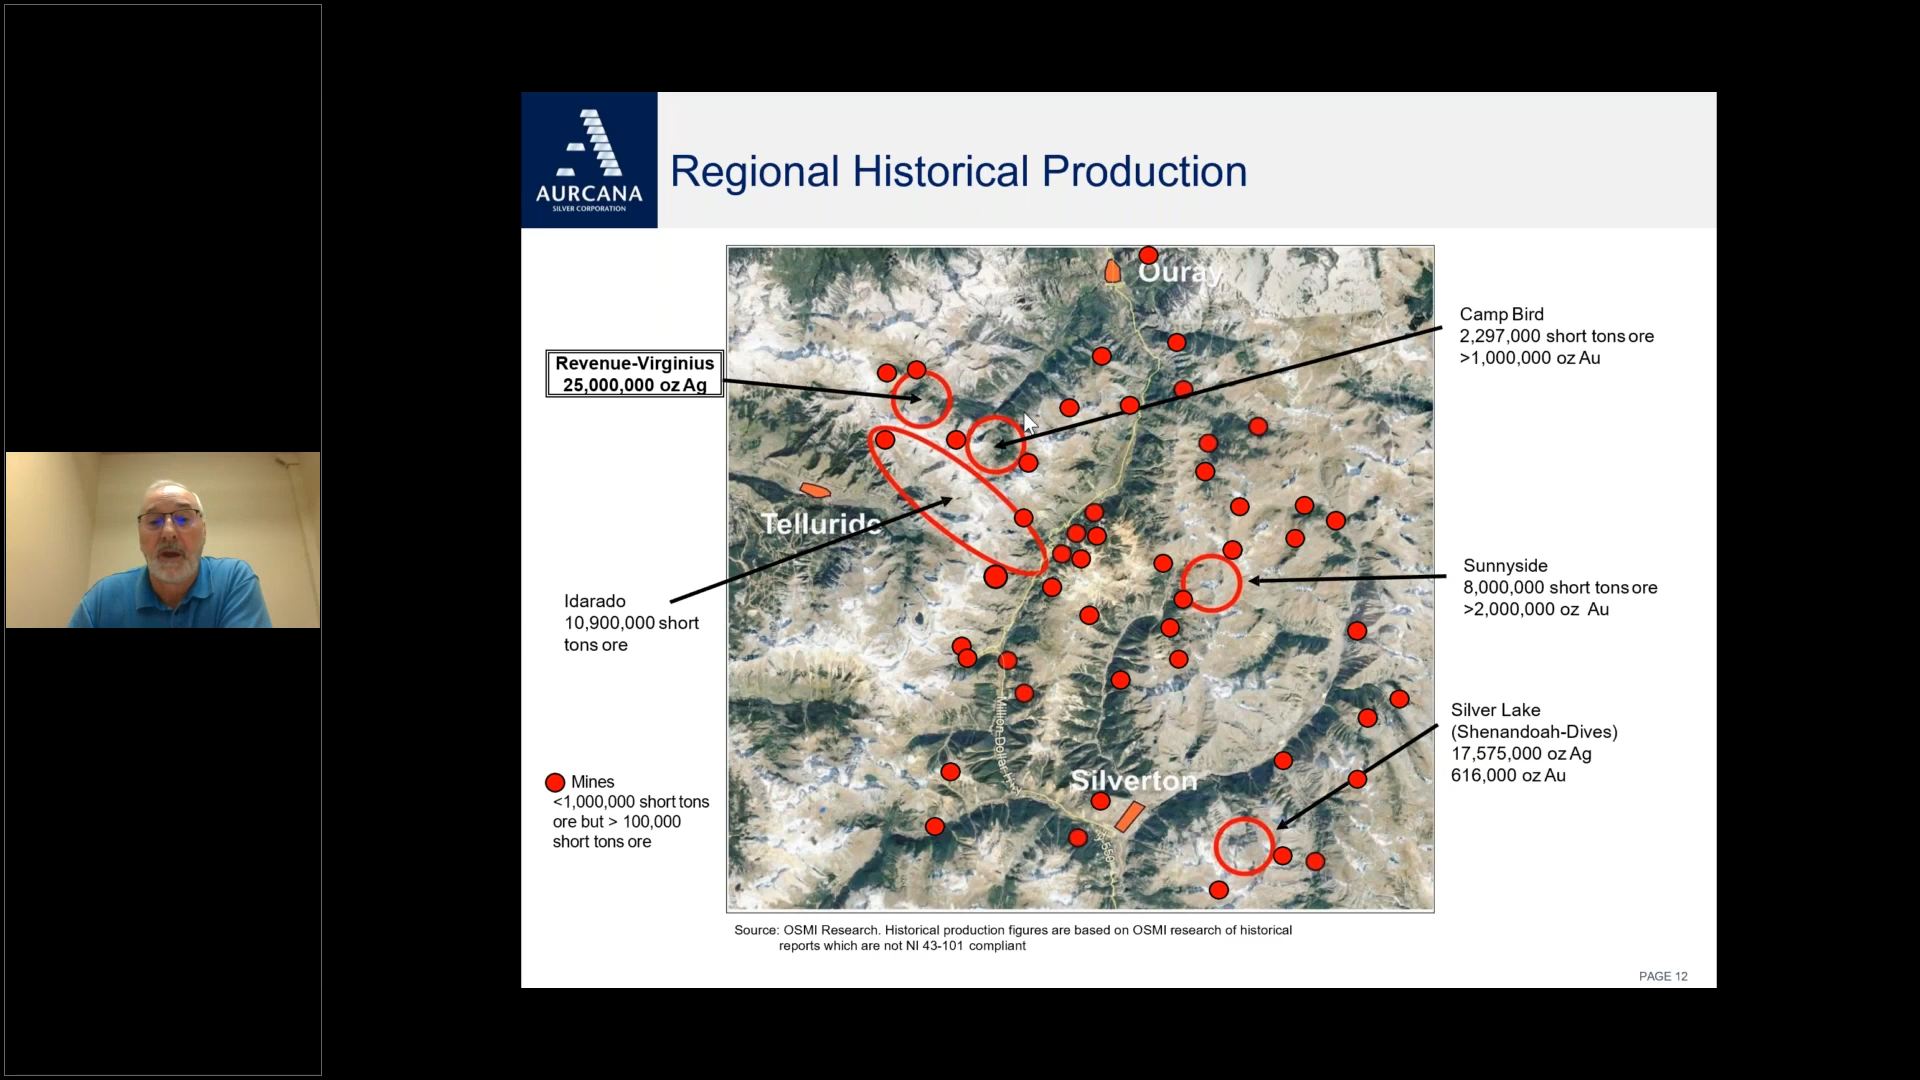 AURCANA
SILVER CORPORATION
Regional Historical Production
Ouray
Camp Bird
2,297,000 short tons ore
>1,000,000 oz Au
Revenue-Virginius
25,000,000 oz Ag
Telluride
Idarado
10,900,000 short
tons ore
Sunnyside
8,000,000 short tons ore
>2,000,000 oz Au
Silver Lake
(Shenandoah-Dives)
17,575,000 oz Ag
616,000 oz Au
Million Dollar Hwy
Silverton
550
Mines
<1,000,000 short tons
ore but > 100,000
short tons ore
Source: OSMI Research. Historical production figures are based on OSMI research of historical
reports which are not NI 43-101 compliant
PAGE 12